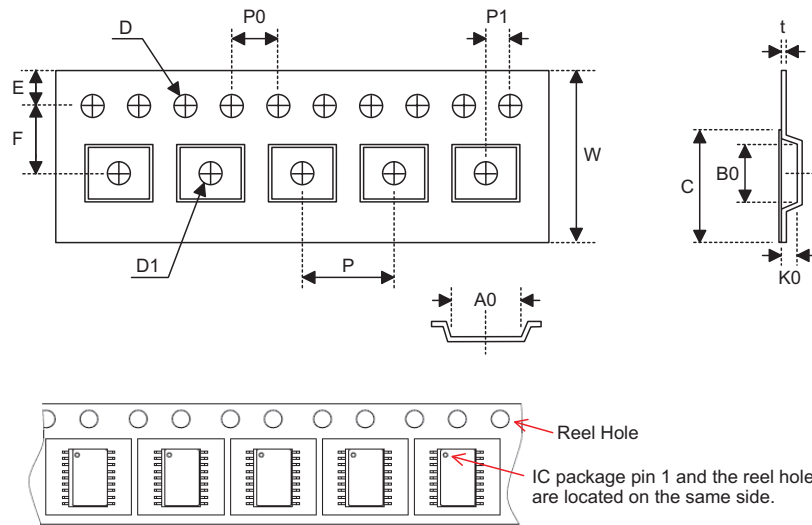 D
P0
P1
t
E
F
W
C
B0
D1
P
K0
A0
Reel Hole
IC package pin 1 and the reel hole
are located on the same side.